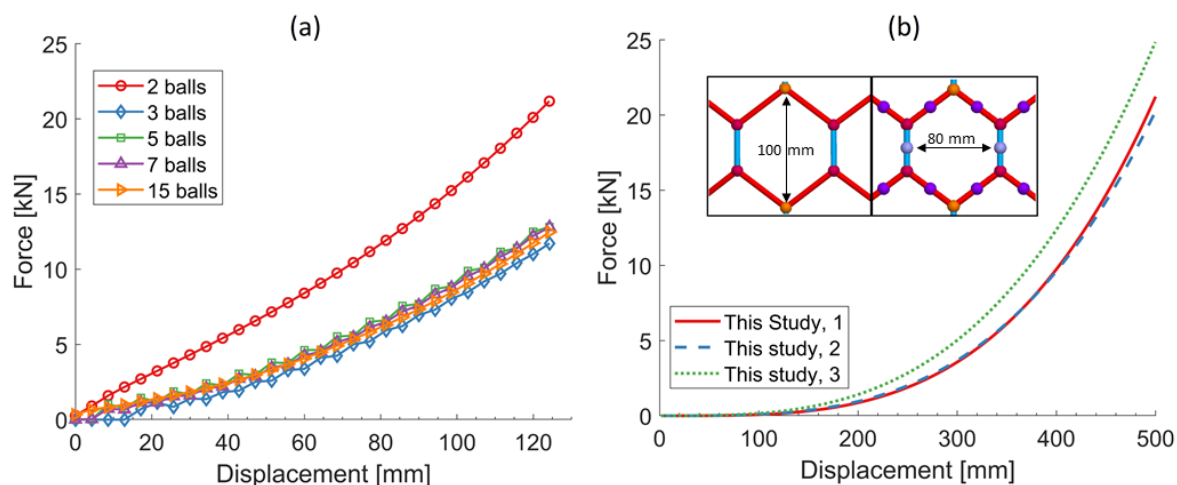 (a)
25
20
15
10
5
0
Force [kN]
2 balls
3 balls
5 balls
7 balls
15 balls
0 20 40 60 80 100 120
Displacement [mm]
(b)
25
20
15
10
5
0
Force [kN]
100 mm
80 mm
This Study, 1
This study, 2
This study, 3
0 100 200 300 400 500
Displacement [mm]